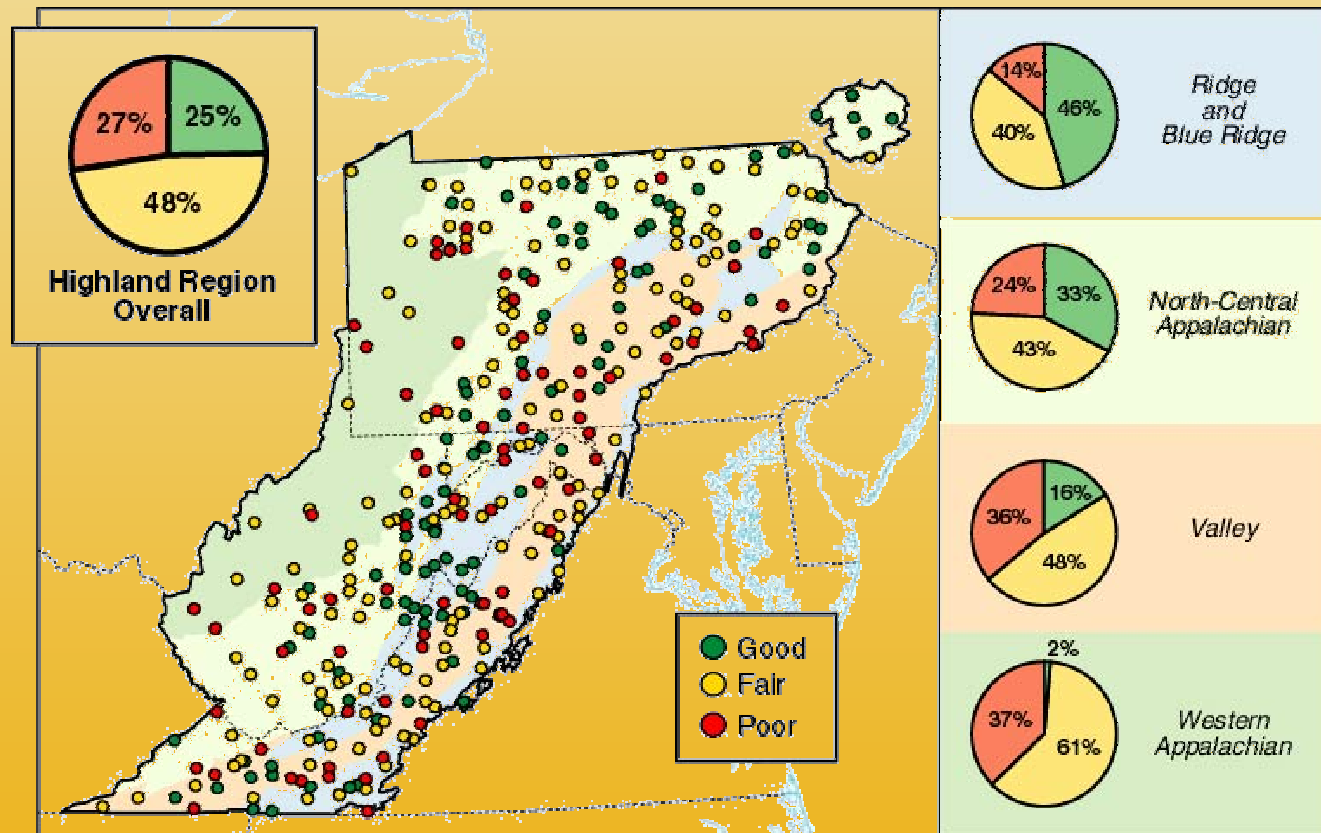 27%
25%
48%
Highland Region
Overall
14%
46%
40%
Ridge
and
Blue Ridge
24%
33%
43%
North-Central
Appalachian
36%
16%
48%
Valley
2%
37%
61%
Western
Appalachian
Good
Fair
Poor